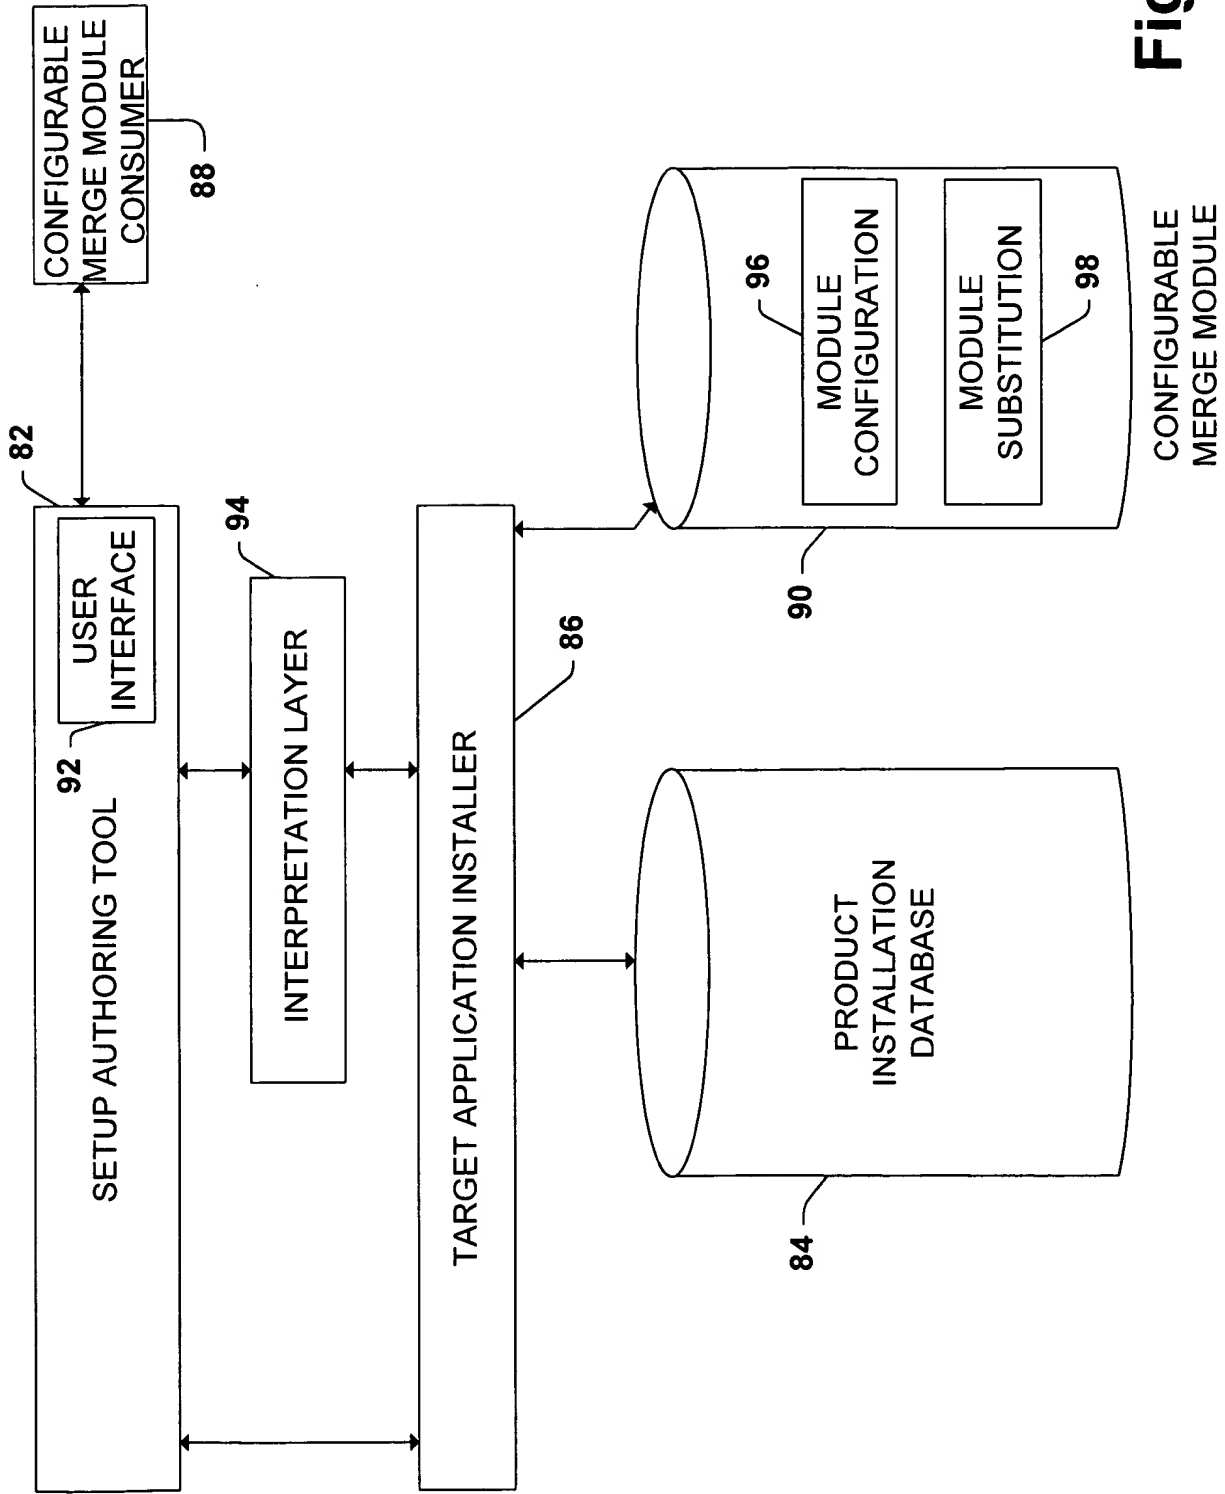 SETUP AUTHORING TOOL
92
USER
INTERFACE
82
CONFIGURABLE
MERGE MODULE
CONSUMER
88
INTERPRETATION LAYER
94
TARGET APPLICATION INSTALLER
86
84
PRODUCT
INSTALLATION
DATABASE
90
MODULE
CONFIGURATION
96
MODULE
SUBSTITUTION
98
CONFIGURABLE
MERGE MODULE
Fig